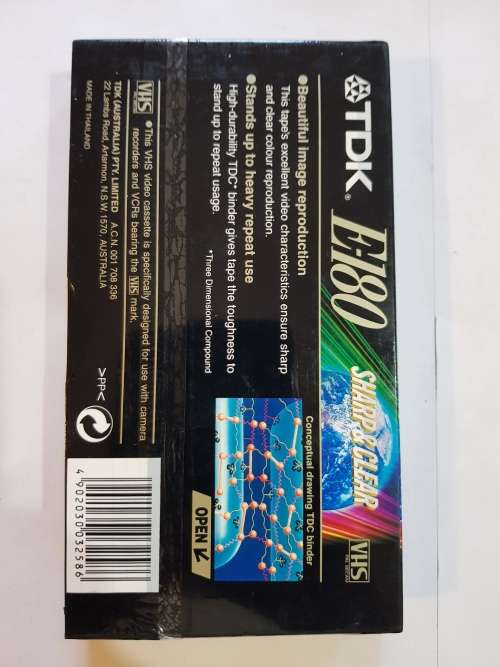 TDK® E-180 SHARP & CLEAR VHS
Conceptual drawing TDC binder
●Beautiful image reproduction
This tape's excellent video characteristics ensure sharp
and clear colour reproduction.
●Stands up to heavy repeat use
High-durability TDC* binder gives tape the toughness to
stand up to repeat usage.
*Three Dimensional Compound
OPEN
VHS ●This VHS video cassette is specifically designed for use with camera
recorders and VCRs bearing the VHS mark.
TDK (AUSTRALIA) PTY. LIMITED A.C.N. 001 708 336
22 Lambs Road, Artarmon, N.S.W. 1570, AUSTRALIA
MADE IN THAILAND
>PP<
4 902030 032586